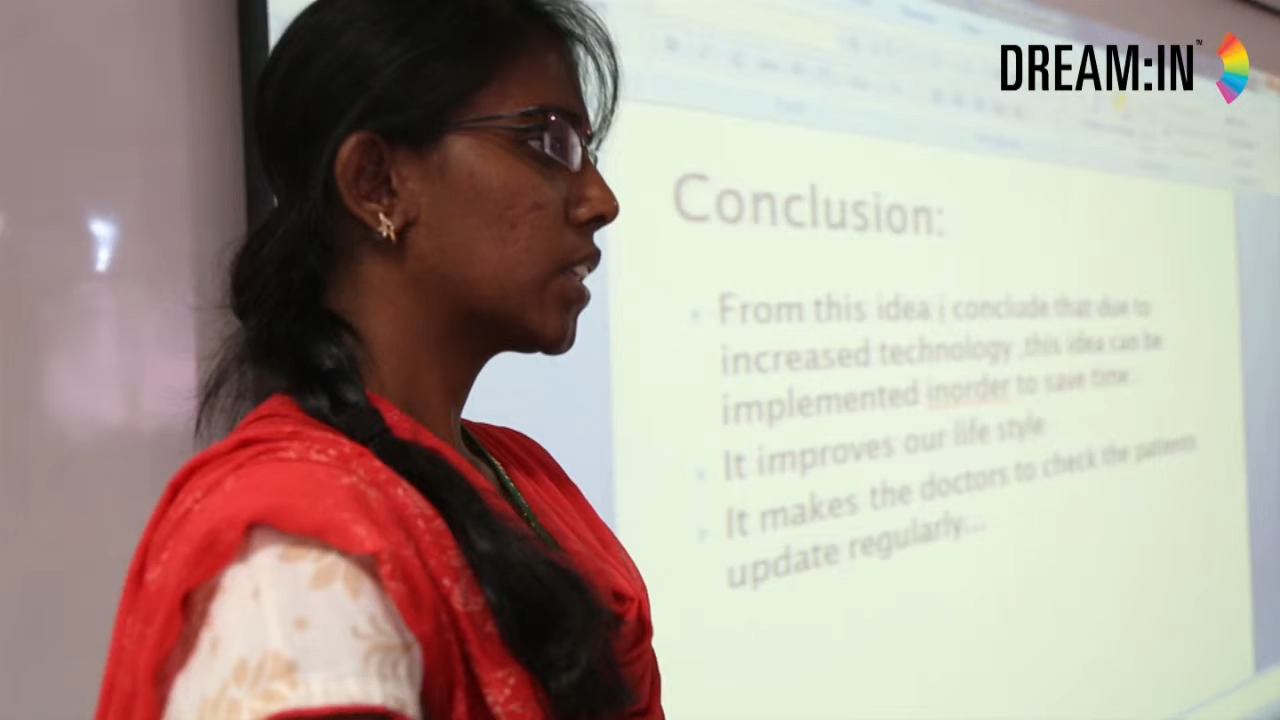 DREAM:IN™
Conclusion:
From this idea i conclude that due to
increased technology ,this idea can be
implemented inorder to save time .
It improves our life style
It makes the doctors to check the patients
update regularly...